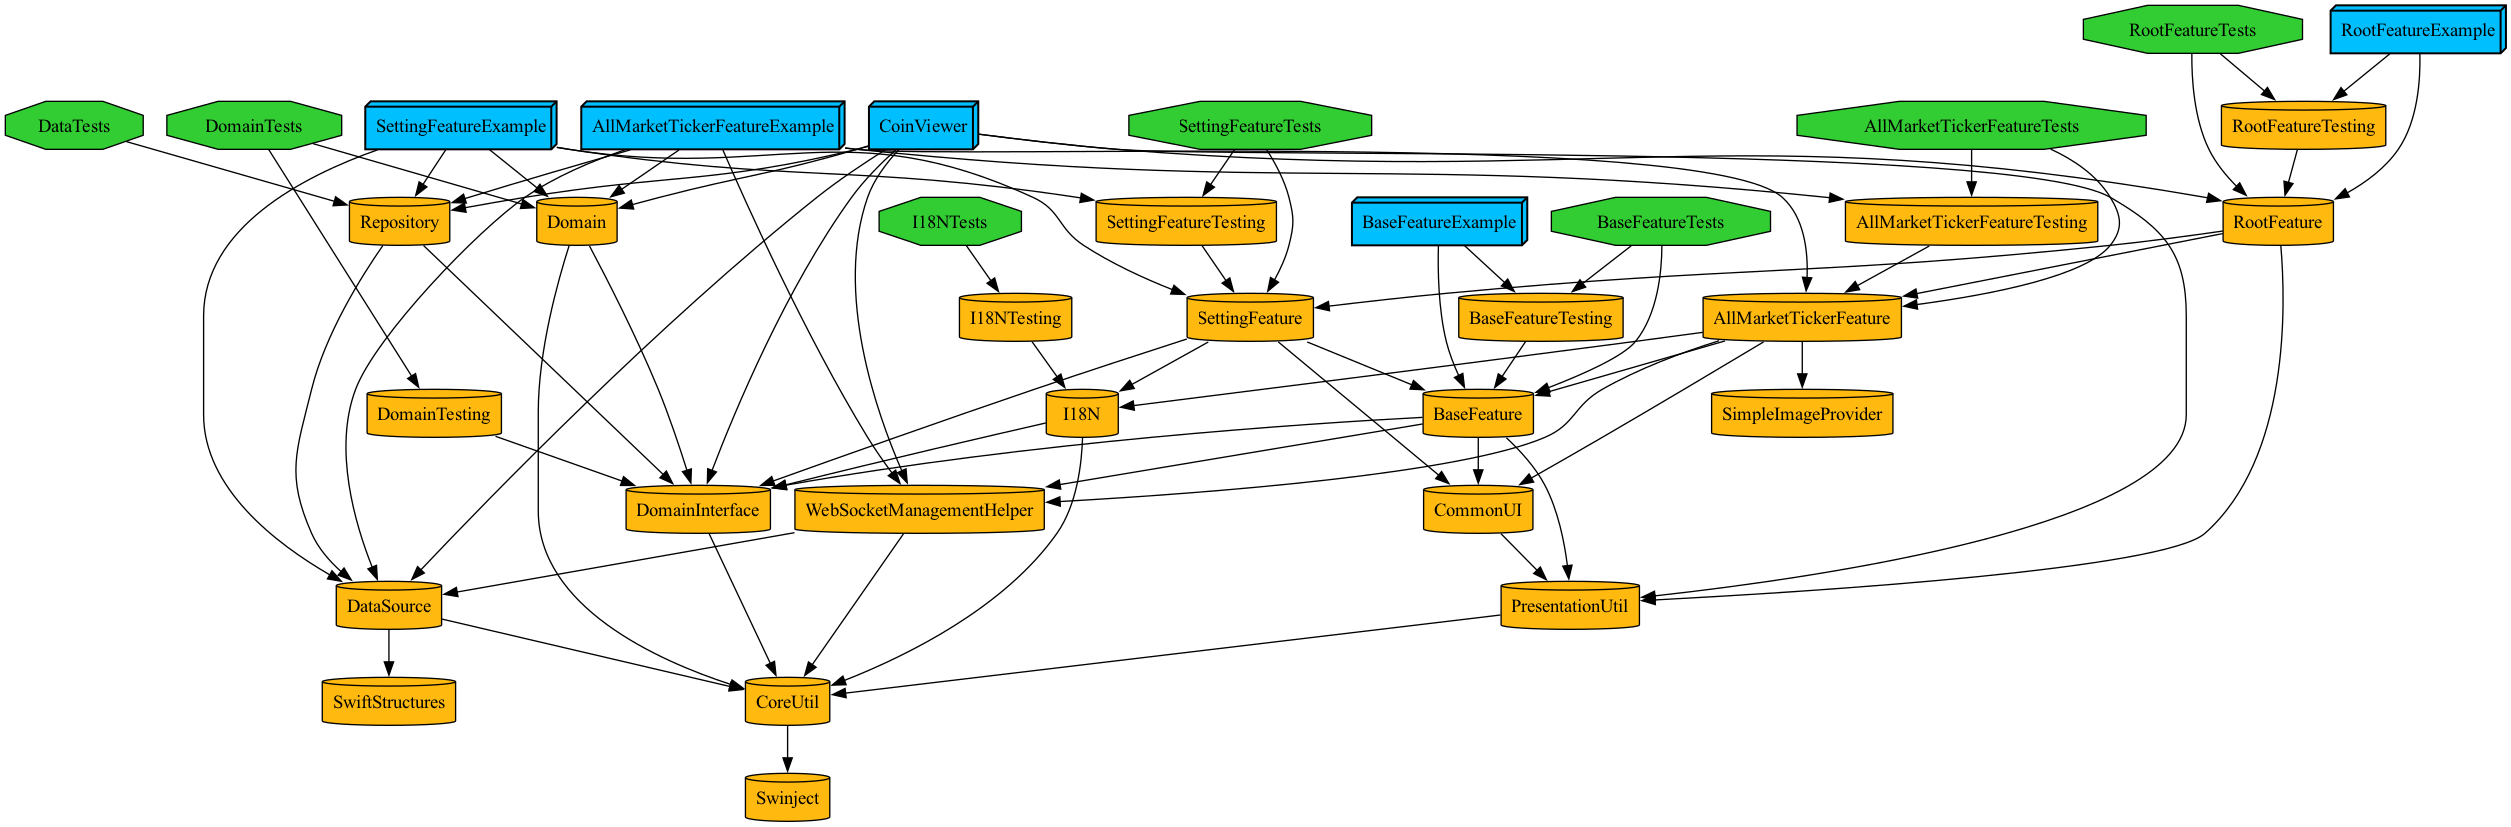 RootFeatureTests
RootFeatureExample
DataTests
DomainTests
SettingFeatureExample
AllMarketTickerFeatureExample
CoinViewer
SettingFeatureTests
AllMarketTickerFeatureTests
RootFeatureTesting
Repository
Domain
I18NTests
SettingFeatureTesting
BaseFeatureExample
BaseFeatureTests
AllMarketTickerFeatureTesting
RootFeature
I18NTesting
SettingFeature
BaseFeatureTesting
AllMarketTickerFeature
DomainTesting
I18N
BaseFeature
SimpleImageProvider
DomainInterface
WebSocketManagementHelper
CommonUI
DataSource
PresentationUtil
SwiftStructures
CoreUtil
Swinject